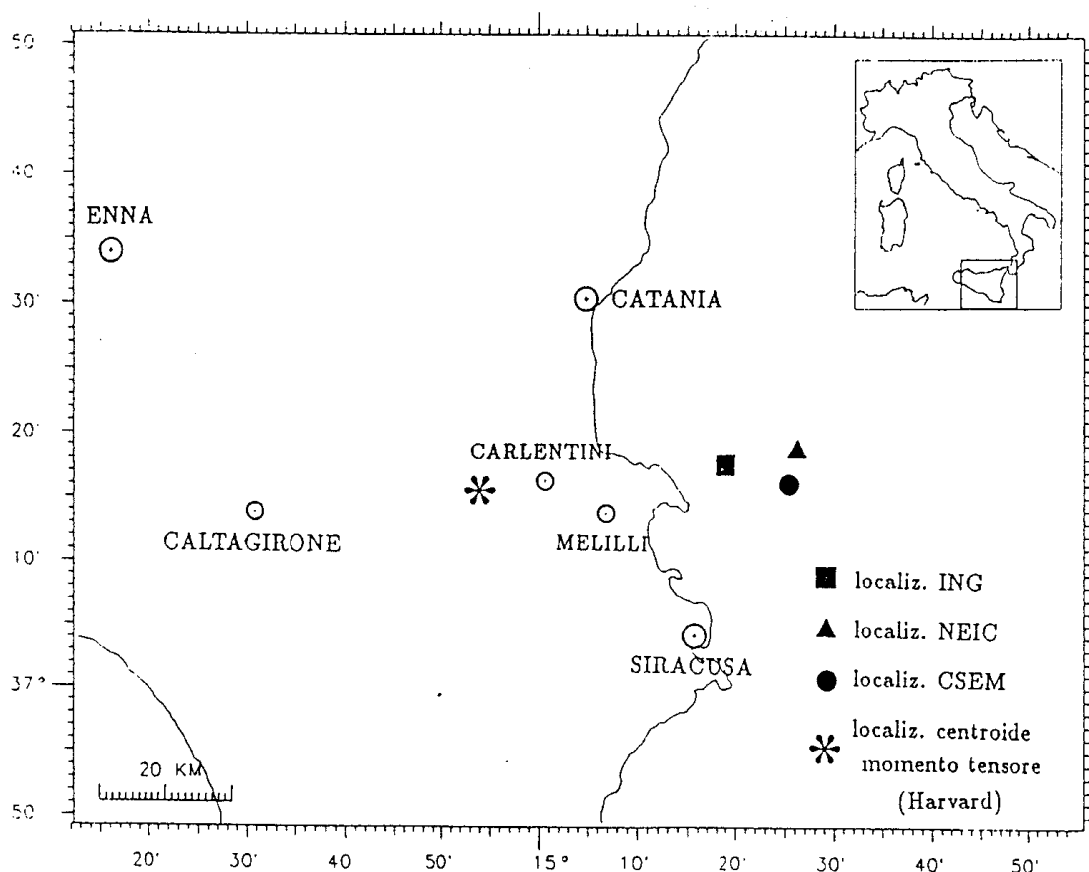 50
40
ENNA
30'
CATANIA
20'
CARLENTINI
CALTAGIRONE
MELILLI
10'
localiz. ING
localiz. NEIC
SIRACUSA
37°
localiz. CSEM
localiz. centroide
momento tensore
(Harvard)
20 KM
50
20'
30'
40'
50'
15°
10'
20'
30'
40'
50'